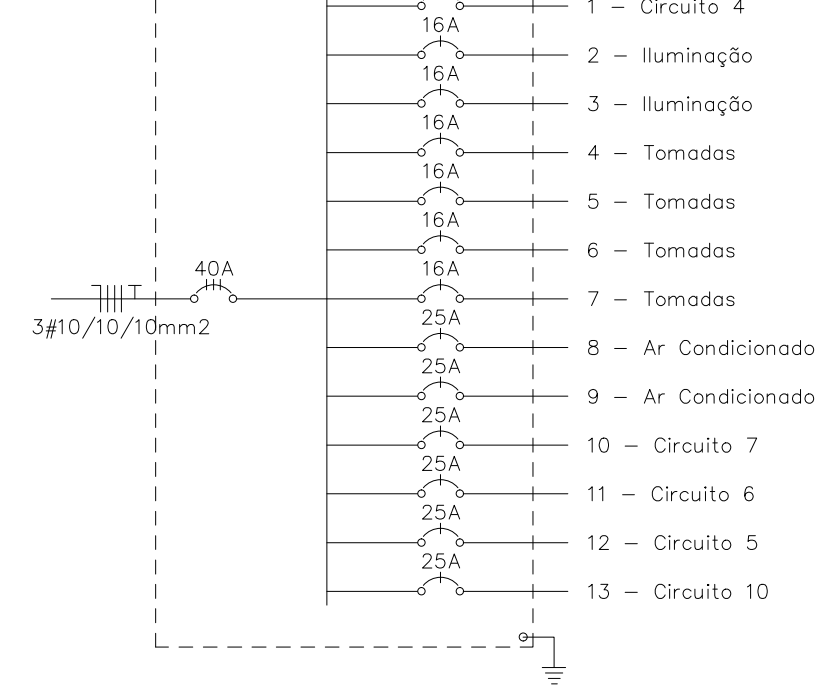 1 – Circuito 4
16A
2 – Iluminação
16A
3 – Iluminação
16A
4 – Tomadas
16A
5 – Tomadas
16A
6 – Tomadas
40A
16A
7 – Tomadas
3#10/10/10mm2
25A
8 – Ar Condicionado
25A
9 – Ar Condicionado
25A
10 – Circuito 7
25A
11 – Circuito 6
25A
12 – Circuito 5
25A
13 – Circuito 10